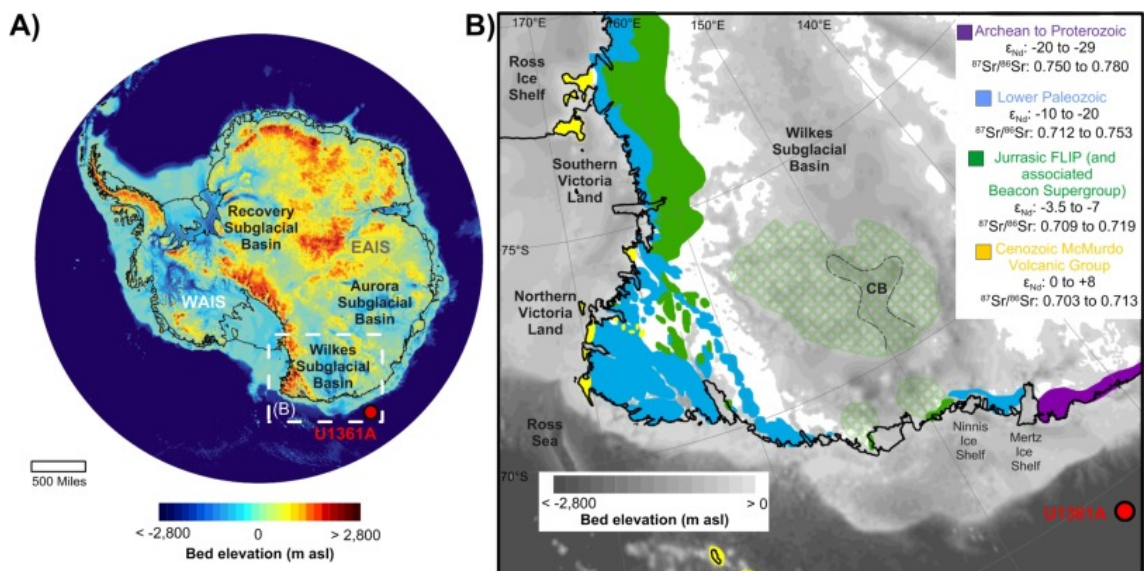 A)
Recovery
Subglacial
Basin
EAIS
WAIS
Aurora
Subglacial
Basin
Wilkes
Subglacial
Basin
(B)
U1361A
500 Miles
< -2,800 0 > 2,800
Bed elevation (m asl)
B)
170°E
160°E
150°E
140°E
Ross
Ice
Shelf
Southern
Victoria
Land
Wilkes
Subglacial
Basin
75°S
Northern
Victoria
Land
CB
Ross
Sea
70°S
Ninnis
Ice
Shelf
Mertz
Ice
Shelf
U1361A
< -2,800 > 0
Bed elevation (m asl)
Archean to Proterozoic
εNd: -20 to -29
⁸⁷Sr/⁸⁶Sr: 0.750 to 0.780
Lower Paleozoic
εNd: -10 to -20
⁸⁷Sr/⁸⁶Sr: 0.712 to 0.753
Jurrasic FLIP (and
associated
Beacon Supergroup)
εNd: -3.5 to -7
⁸⁷Sr/⁸⁶Sr: 0.709 to 0.719
Cenozoic McMurdo
Volcanic Group
εNd: 0 to +8
⁸⁷Sr/⁸⁶Sr: 0.703 to 0.713